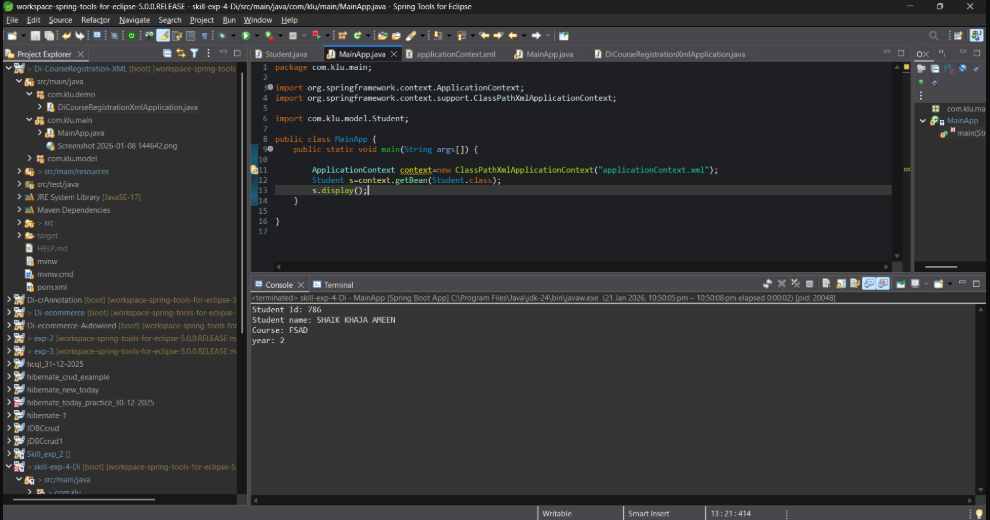 workspace-spring-tools-for-eclipse-5.0.0.RELEASE - skill-exp-4-Di/src/main/java/com/klu/main/MainApp.java - Spring Tools for Eclipse
File Edit Source Refactor Navigate Search Project Run Window Help
Project Explorer
> Di-CourseRegistration-XML [boot] [workspace-spring-tools-
src/main/java
com.klu.demo
DiCourseRegistrationXmlApplication.java
com.klu.main
MainApp.java
Screenshot 2026-01-08 144642.png
com.klu.model
> src/main/resources
src/test/java
JRE System Library [JavaSE-17]
Maven Dependencies
> src
target
HELP.md
mvnw
mvnw.cmd
pom.xml
Di-crAnnotation [boot] [workspace-spring-tools-for-eclipse-5
> Di-ecommerce [boot] [workspace-spring-tools-for-eclipse-5.
Di-ecommerce-Autowired [boot] [workspace-spring-tools-for
> exp-2 [workspace-spring-tools-for-eclipse-5.0.0.RELEASE m
> exp-3 [workspace-spring-tools-for-eclipse-5.0.0.RELEASE m
hcql_31-12-2025
hibernate_crud_example
hibernate_new_today
hibernate_today_practice_30-12-2025
hibernate-1
JDBCcrud
jDBCcrud1
Skill_exp_2 []
> skill-exp-4-Di [boot] [workspace-spring-tools-for-eclipse-5.
> src/main/java
com.klu
Student.java
MainApp.java
applicationContext.xml
MainApp.java
DiCourseRegistrationXmlApplication.java
1 package com.klu.main;
2
3 import org.springframework.context.ApplicationContext;
4 import org.springframework.context.support.ClassPathXmlApplicationContext;
5
6 import com.klu.model.Student;
7
8 public class MainApp {
9 public static void main(String args[]) {
10
11 ApplicationContext context=new ClassPathXmlApplicationContext("applicationContext.xml");
12 Student s=context.getBean(Student.class);
13 s.display();
14 }
15
16 }
17
com.klu.ma
MainApp
main(Stri
Console
Terminal
<terminated> skill-exp-4-Di - MainApp [Spring Boot App] C:\Program Files\Java\jdk-24\bin\javaw.exe (21 Jan 2026, 10:50:05 pm – 10:50:08 pm elapsed 0:00:02) [pid: 20048]
Student Id: 786
Student name: SHAIK KHAJA AMEEN
Course: FSAD
year: 2
Writable
Smart Insert
13 : 21 : 414